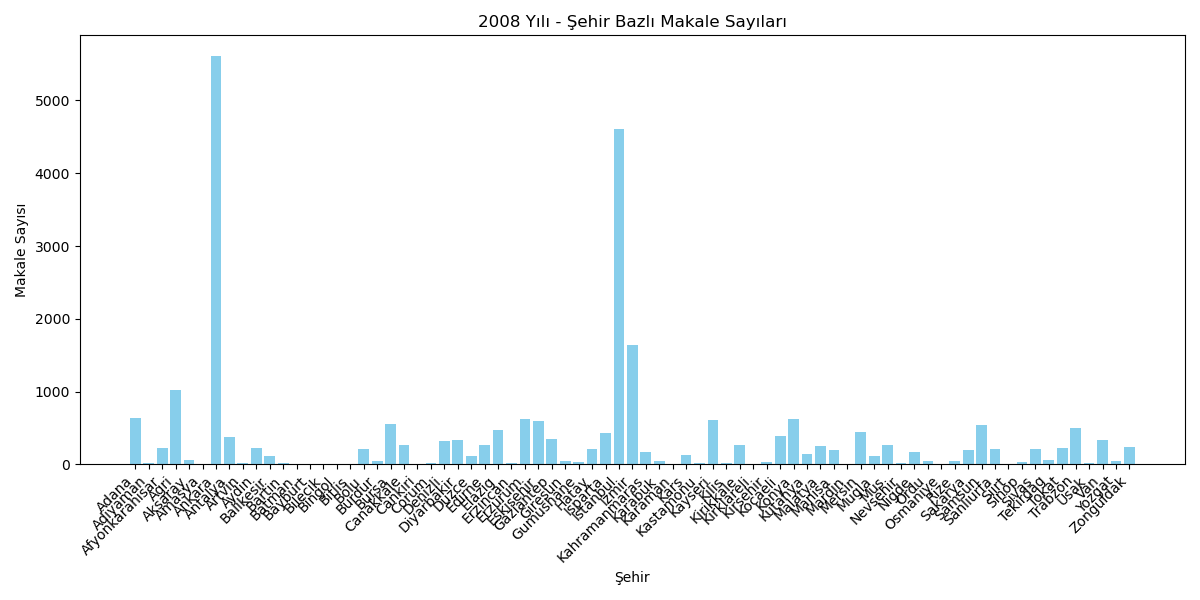 2008 Yılı - Şehir Bazlı Makale Sayıları
Makale Sayısı
5000
4000
3000
2000
1000
0
Adana
Adiyaman
Afyonkarahisar
Agri
Aksaray
Amasya
Ankara
Antalya
Artvin
Aydin
Balikesir
Bartin
Batman
Bayburt
Bilecik
Bingol
Bitlis
Bolu
Burdur
Bursa
Canakkale
Cankiri
Corum
Denizli
Diyarbakir
Duzce
Edirne
Elazig
Erzincan
Erzurum
Eskisehir
Gaziantep
Giresun
Gumushane
Hatay
Isparta
Istanbul
Izmir
Kahramanmaras
Karabuk
Karaman
Kars
Kastamonu
Kayseri
Kilis
Kirikkale
Kirklareli
Kirsehir
Kocaeli
Konya
Kutahya
Malatya
Manisa
Mardin
Mersin
Mugla
Mus
Nevsehir
Nigde
Ordu
Osmaniye
Rize
Sakarya
Samsun
Sanliurfa
Siirt
Sinop
Sivas
Tekirdag
Tokat
Trabzon
Usak
Van
Yozgat
Zonguldak
Şehir